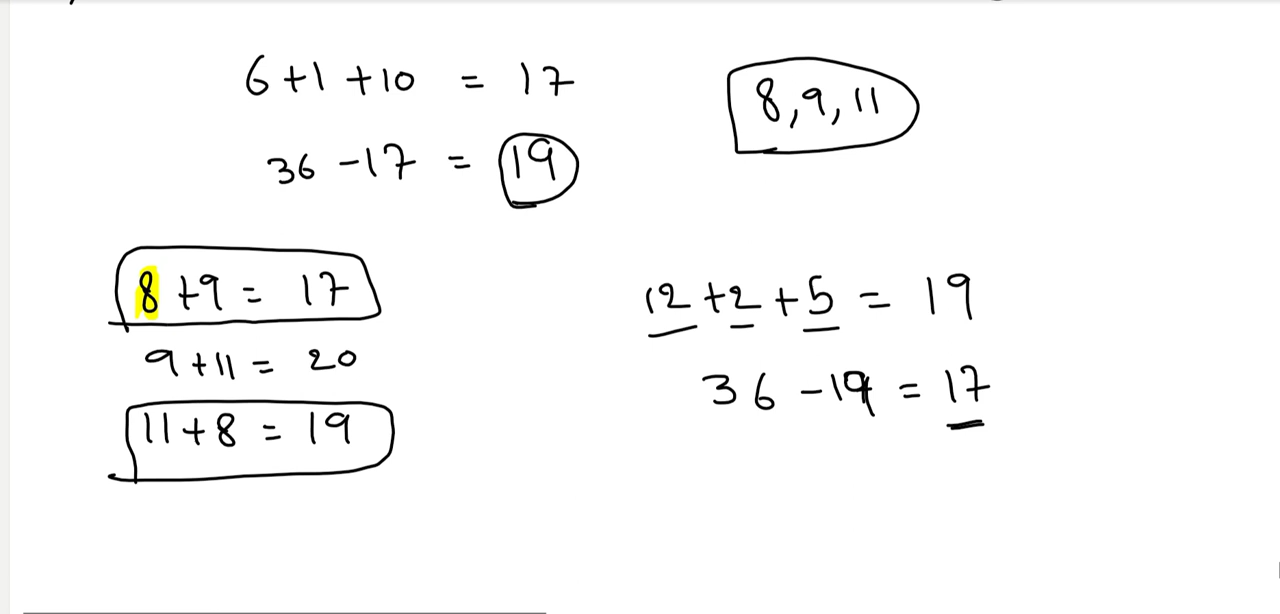 6 + 1 + 10 = 17
8, 9, 11
36 - 17 = 19
8 + 9 = 17
9 + 11 = 20
11 + 8 = 19
12 + 2 + 5 = 19
36 - 19 = 17